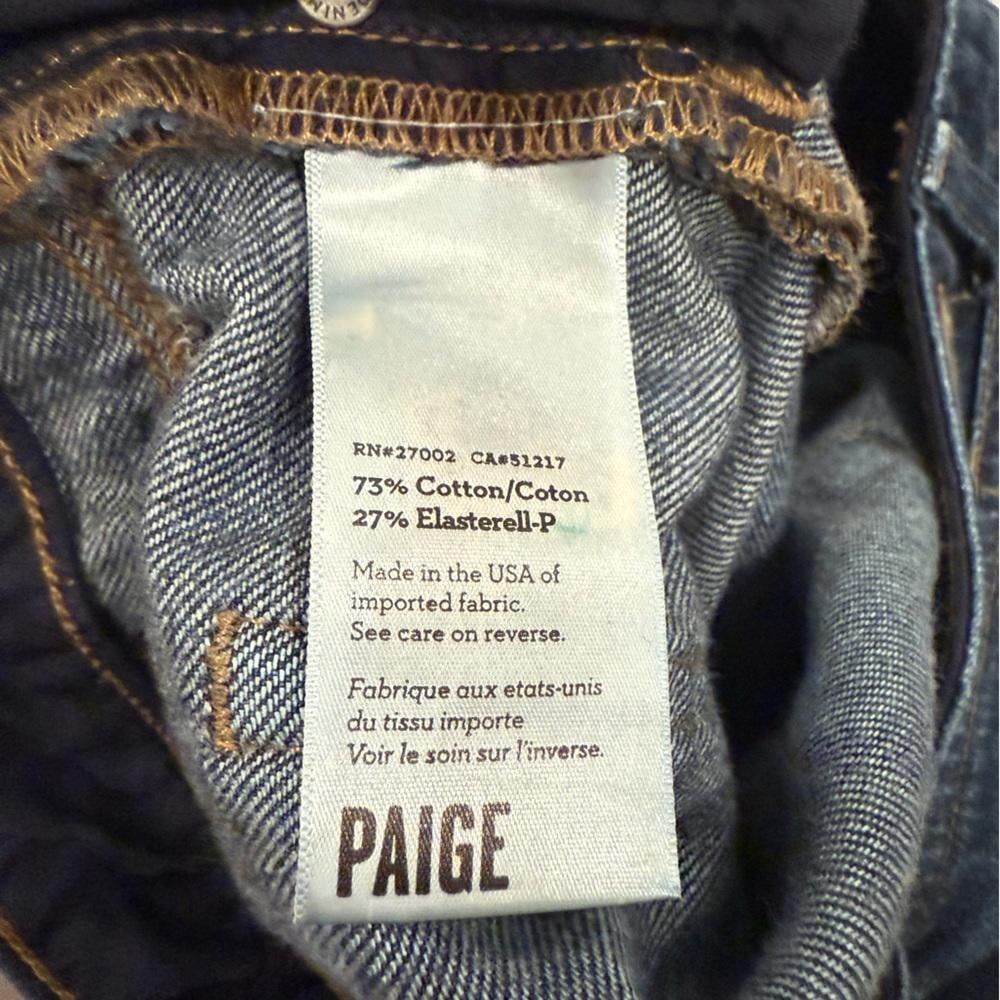 DENIM
RN#27002 CA#51217
73% Cotton/Coton
27% Elasterell-P
Made in the USA of
imported fabric.
See care on reverse.
Fabrique aux etats-unis
du tissu importe
Voir le soin sur l'inverse.
PAIGE